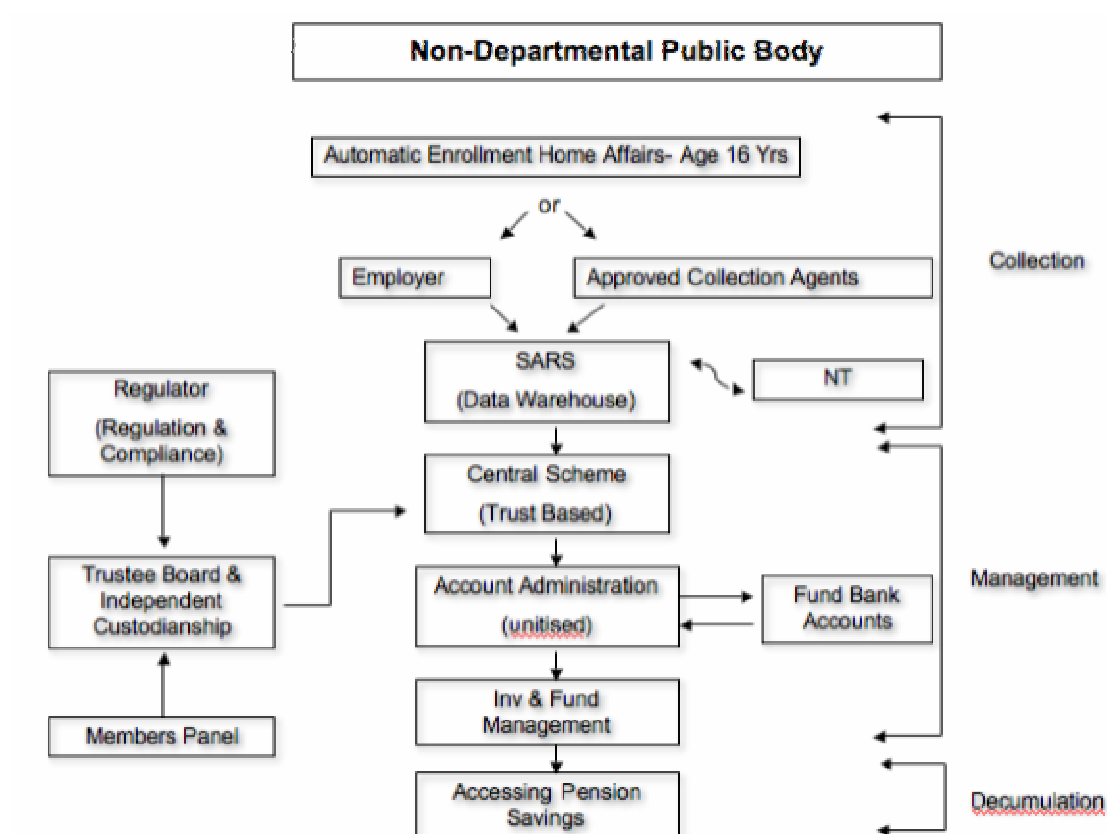 Non-Departmental Public Body
Automatic Enrollment Home Affairs- Age 16 Yrs
or
Employer
Approved Collection Agents
Collection
SARS
(Data Warehouse)
NT
Regulator
(Regulation &
Compliance)
Central Scheme
(Trust Based)
Trustee Board &
Independent
Custodianship
Account Administration
(unitised)
Fund Bank
Accounts
Management
Inv & Fund
Management
Members Panel
Accessing Pension
Savings
Decumulation